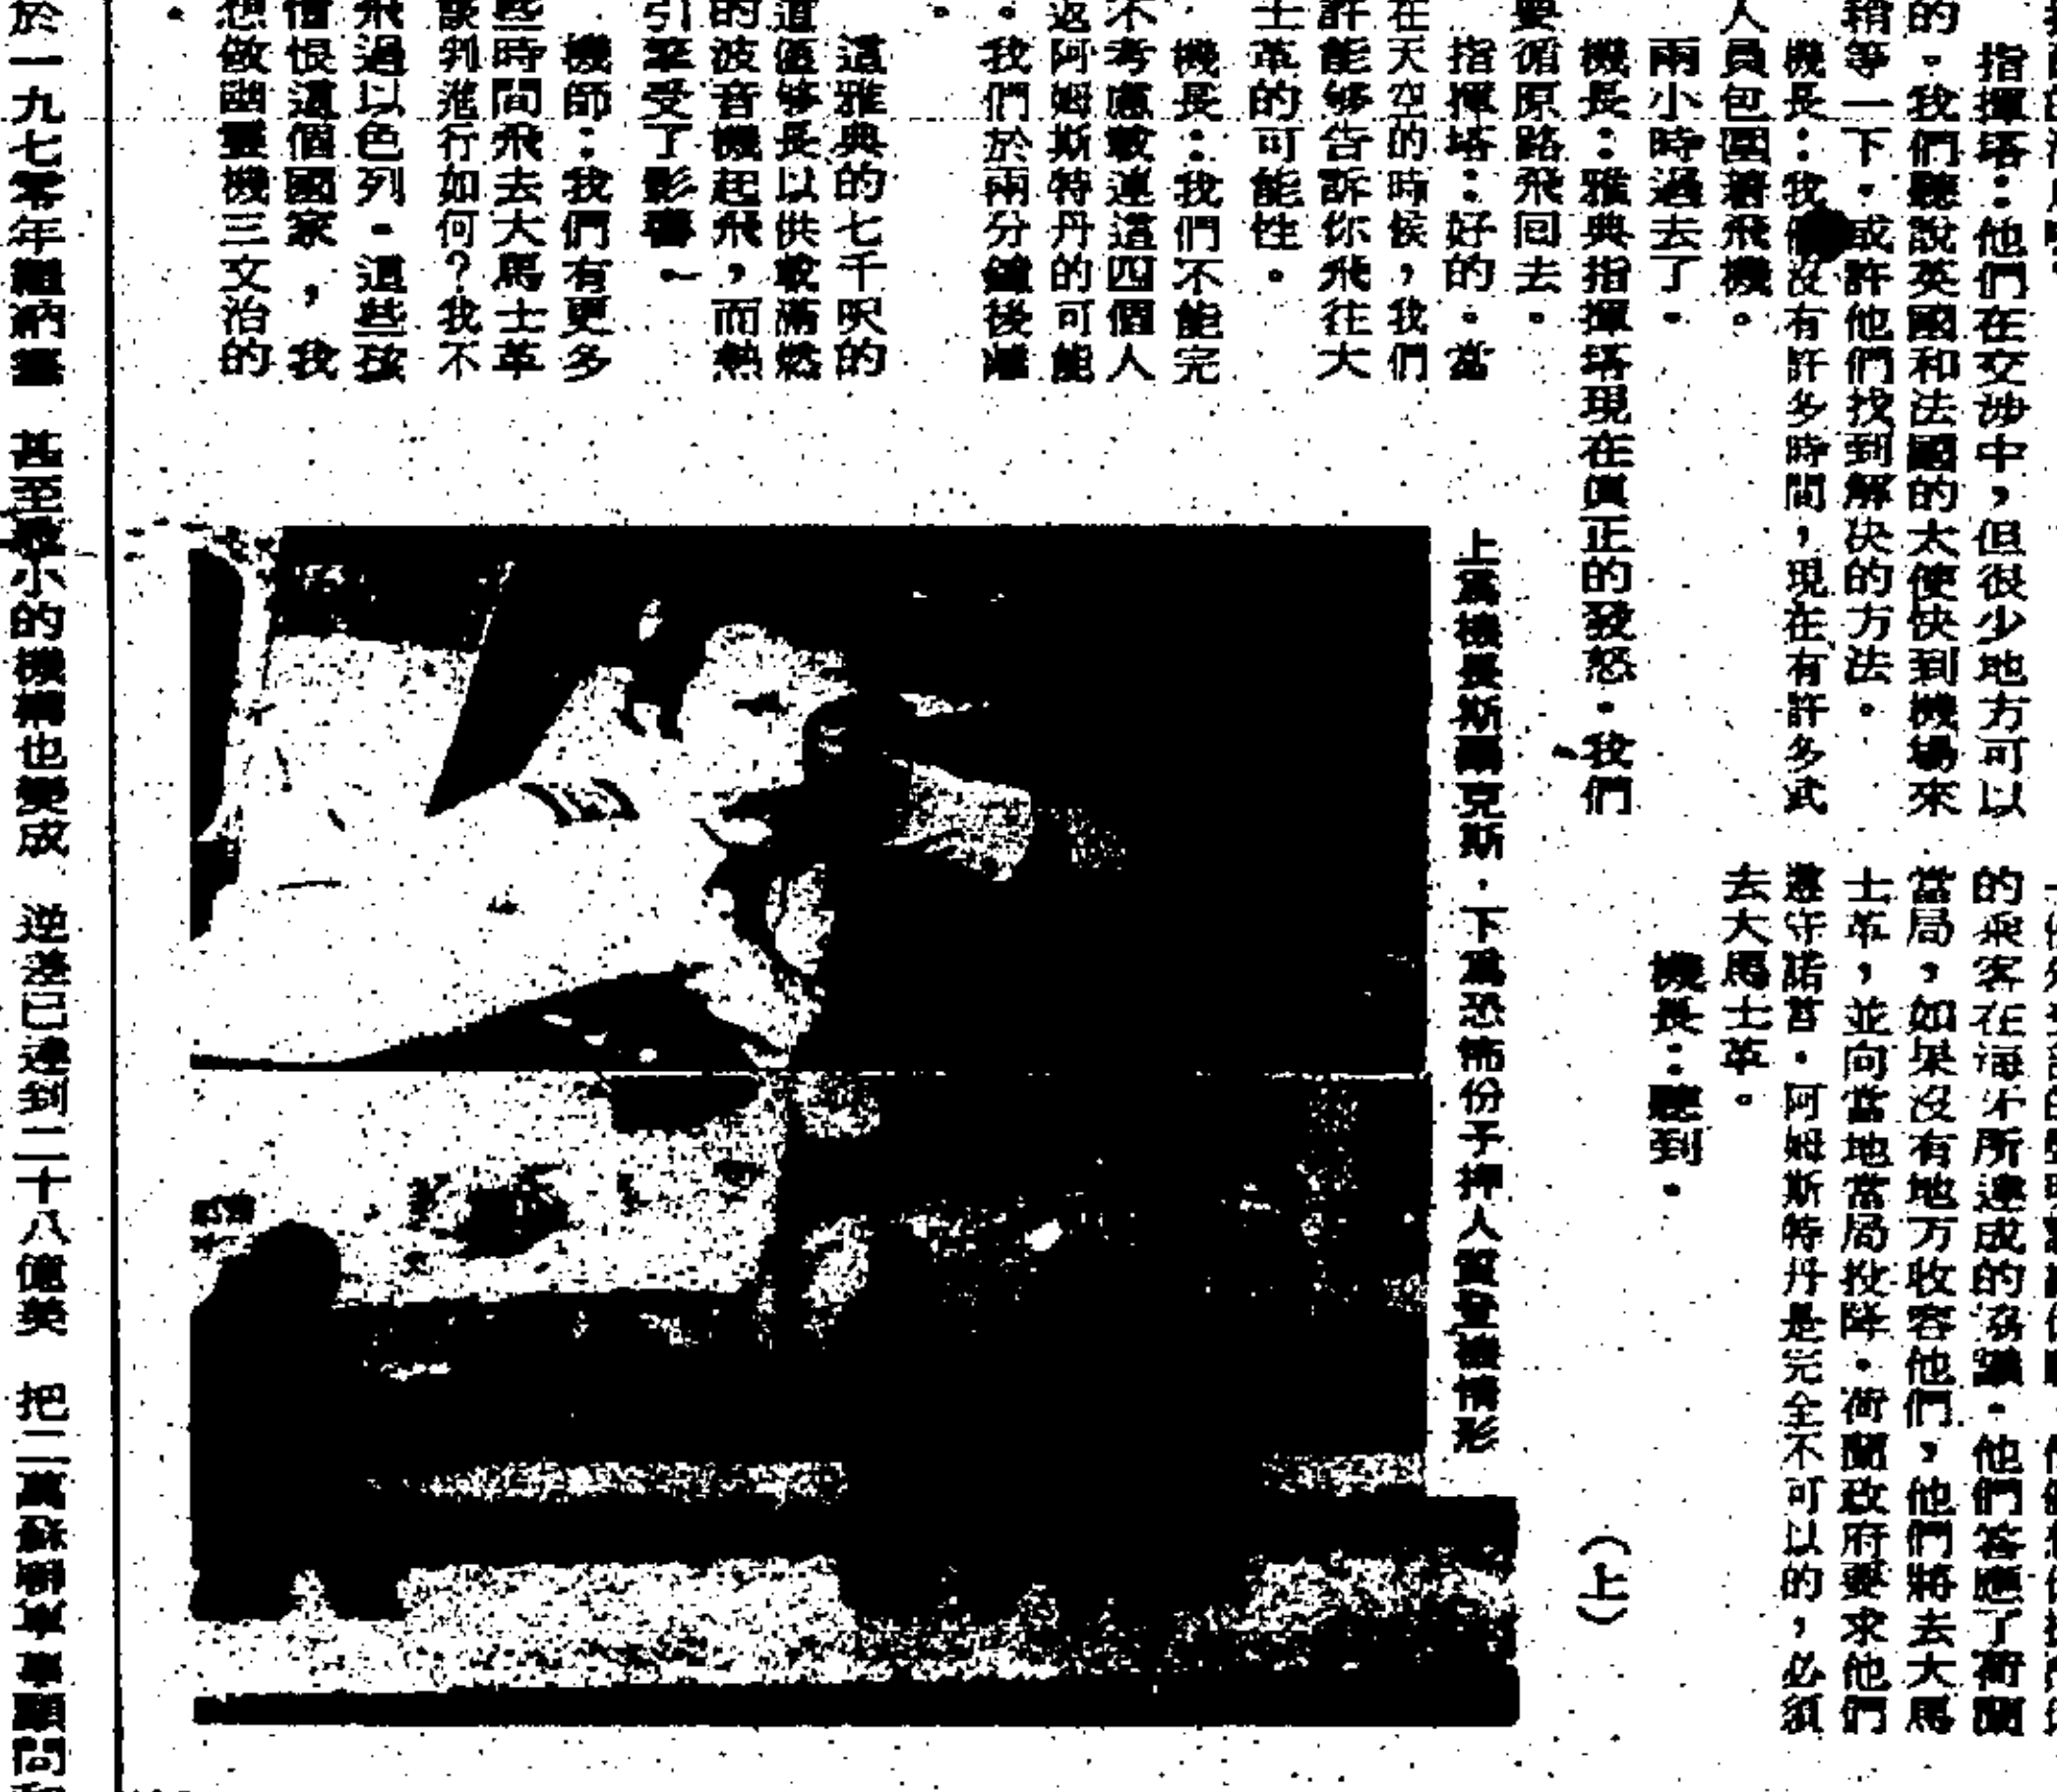 指揮塔：他們在交涉中，但很少地方可以
的。我們聽說英國和法國的大使快到機場來
稍等一下。或許他們找到解决的方法。
機長：我們沒有許多時間，現在有許多武
人員包圍着飛機。
兩小時過去了。
機長：雅典指揮塔現在眞正的發怒。我們
要循原路飛回去。
指揮塔：好的。當
在天空的時候，我們
許能够告訴你飛往大
士革的可能性。
機長：我們不能完
不考慮載運這四個人
返阿姆斯特丹的可能
。我們於兩分鐘後離
。
這雅典的七千呎的
道區够長以供載滿燃
的波音機起飛，而熱
引擎受了影響。
機師：我們有更多
些時間飛去大馬士革
談判進行如何？我不
飛過以色列。這些孩
憎恨這個國家，我
想做幽靈機三文治的
。
的乘客在海牙所達成的協議。他們答應了荷蘭
當局，如果沒有地方收容他們，他們將去大馬
士革，並向當地當局投降。荷蘭政府要求他們
遵守諾言。阿姆斯特丹是完全不可以的，必須
去大馬士革。
機長：聽到。
（上）
上爲機長斯爾克斯．下爲恐怖份子押人質登機情形
於一九七零年繼納塞
甚至最小的機構也變成
逆差已達到二十八億美
把二萬蘇聯軍事顧問和